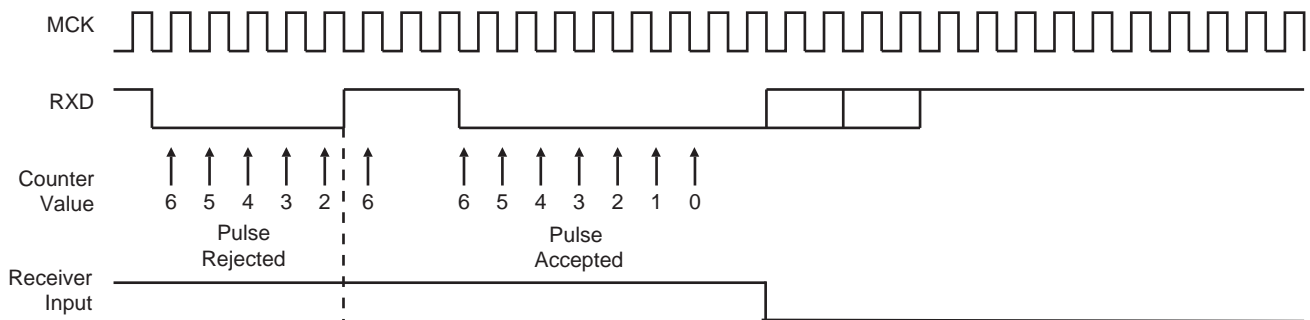 MCK
RXD
Counter
Value
6 5 4 3 2 6 6 5 4 3 2 1 0
Pulse
Rejected
Pulse
Accepted
Receiver
Input